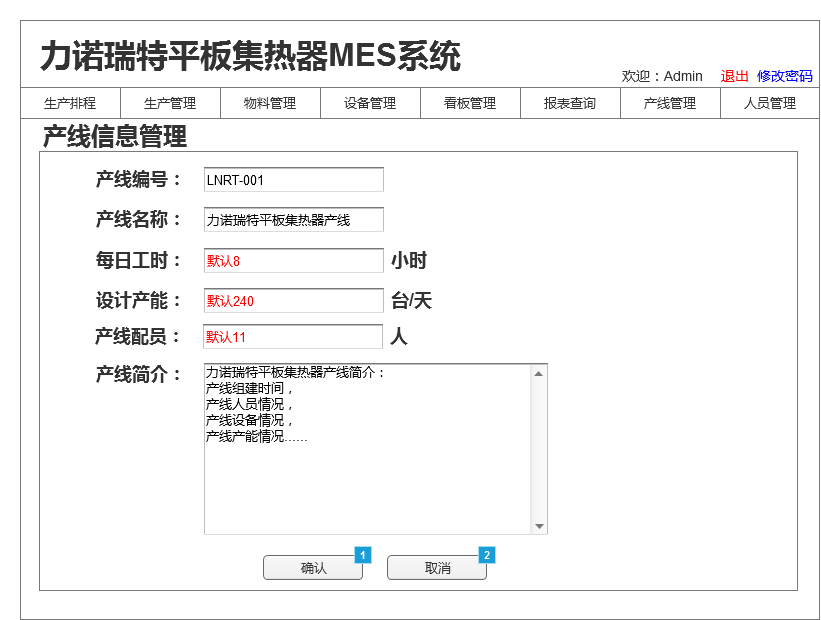 力诺瑞特平板集热器MES系统
欢迎：Admin 退出 修改密码
生产排程 生产管理 物料管理 设备管理 看板管理 报表查询 产线管理 人员管理
产线信息管理
产线编号： LNRT-001
产线名称： 力诺瑞特平板集热器产线
每日工时： 默认8 小时
设计产能： 默认240 台/天
产线配员： 默认11 人
产线简介： 力诺瑞特平板集热器产线简介：
产线组建时间，
产线人员情况，
产线设备情况，
产线产能情况......
确认 1 取消 2